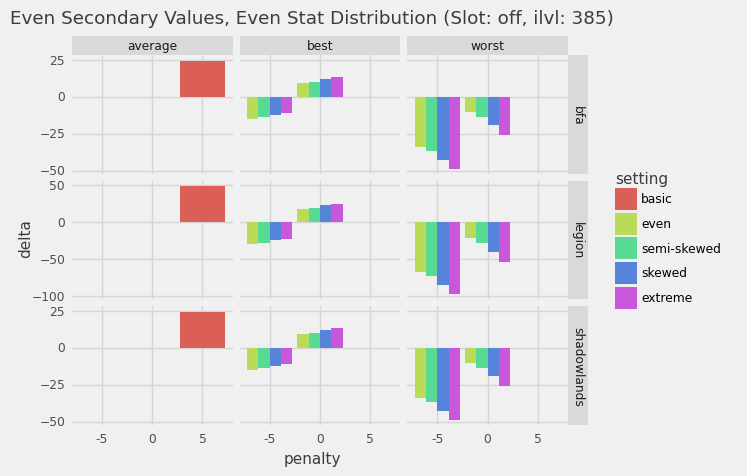 Even Secondary Values, Even Stat Distribution (Slot: off, ilvl: 385)
average best worst
25
0
−25
−50
bfa
50
0
−50
−100
legion
25
0
−25
−50
shadowlands
delta
-5 0 5 -5 0 5 -5 0 5
penalty
setting
basic
even
semi-skewed
skewed
extreme